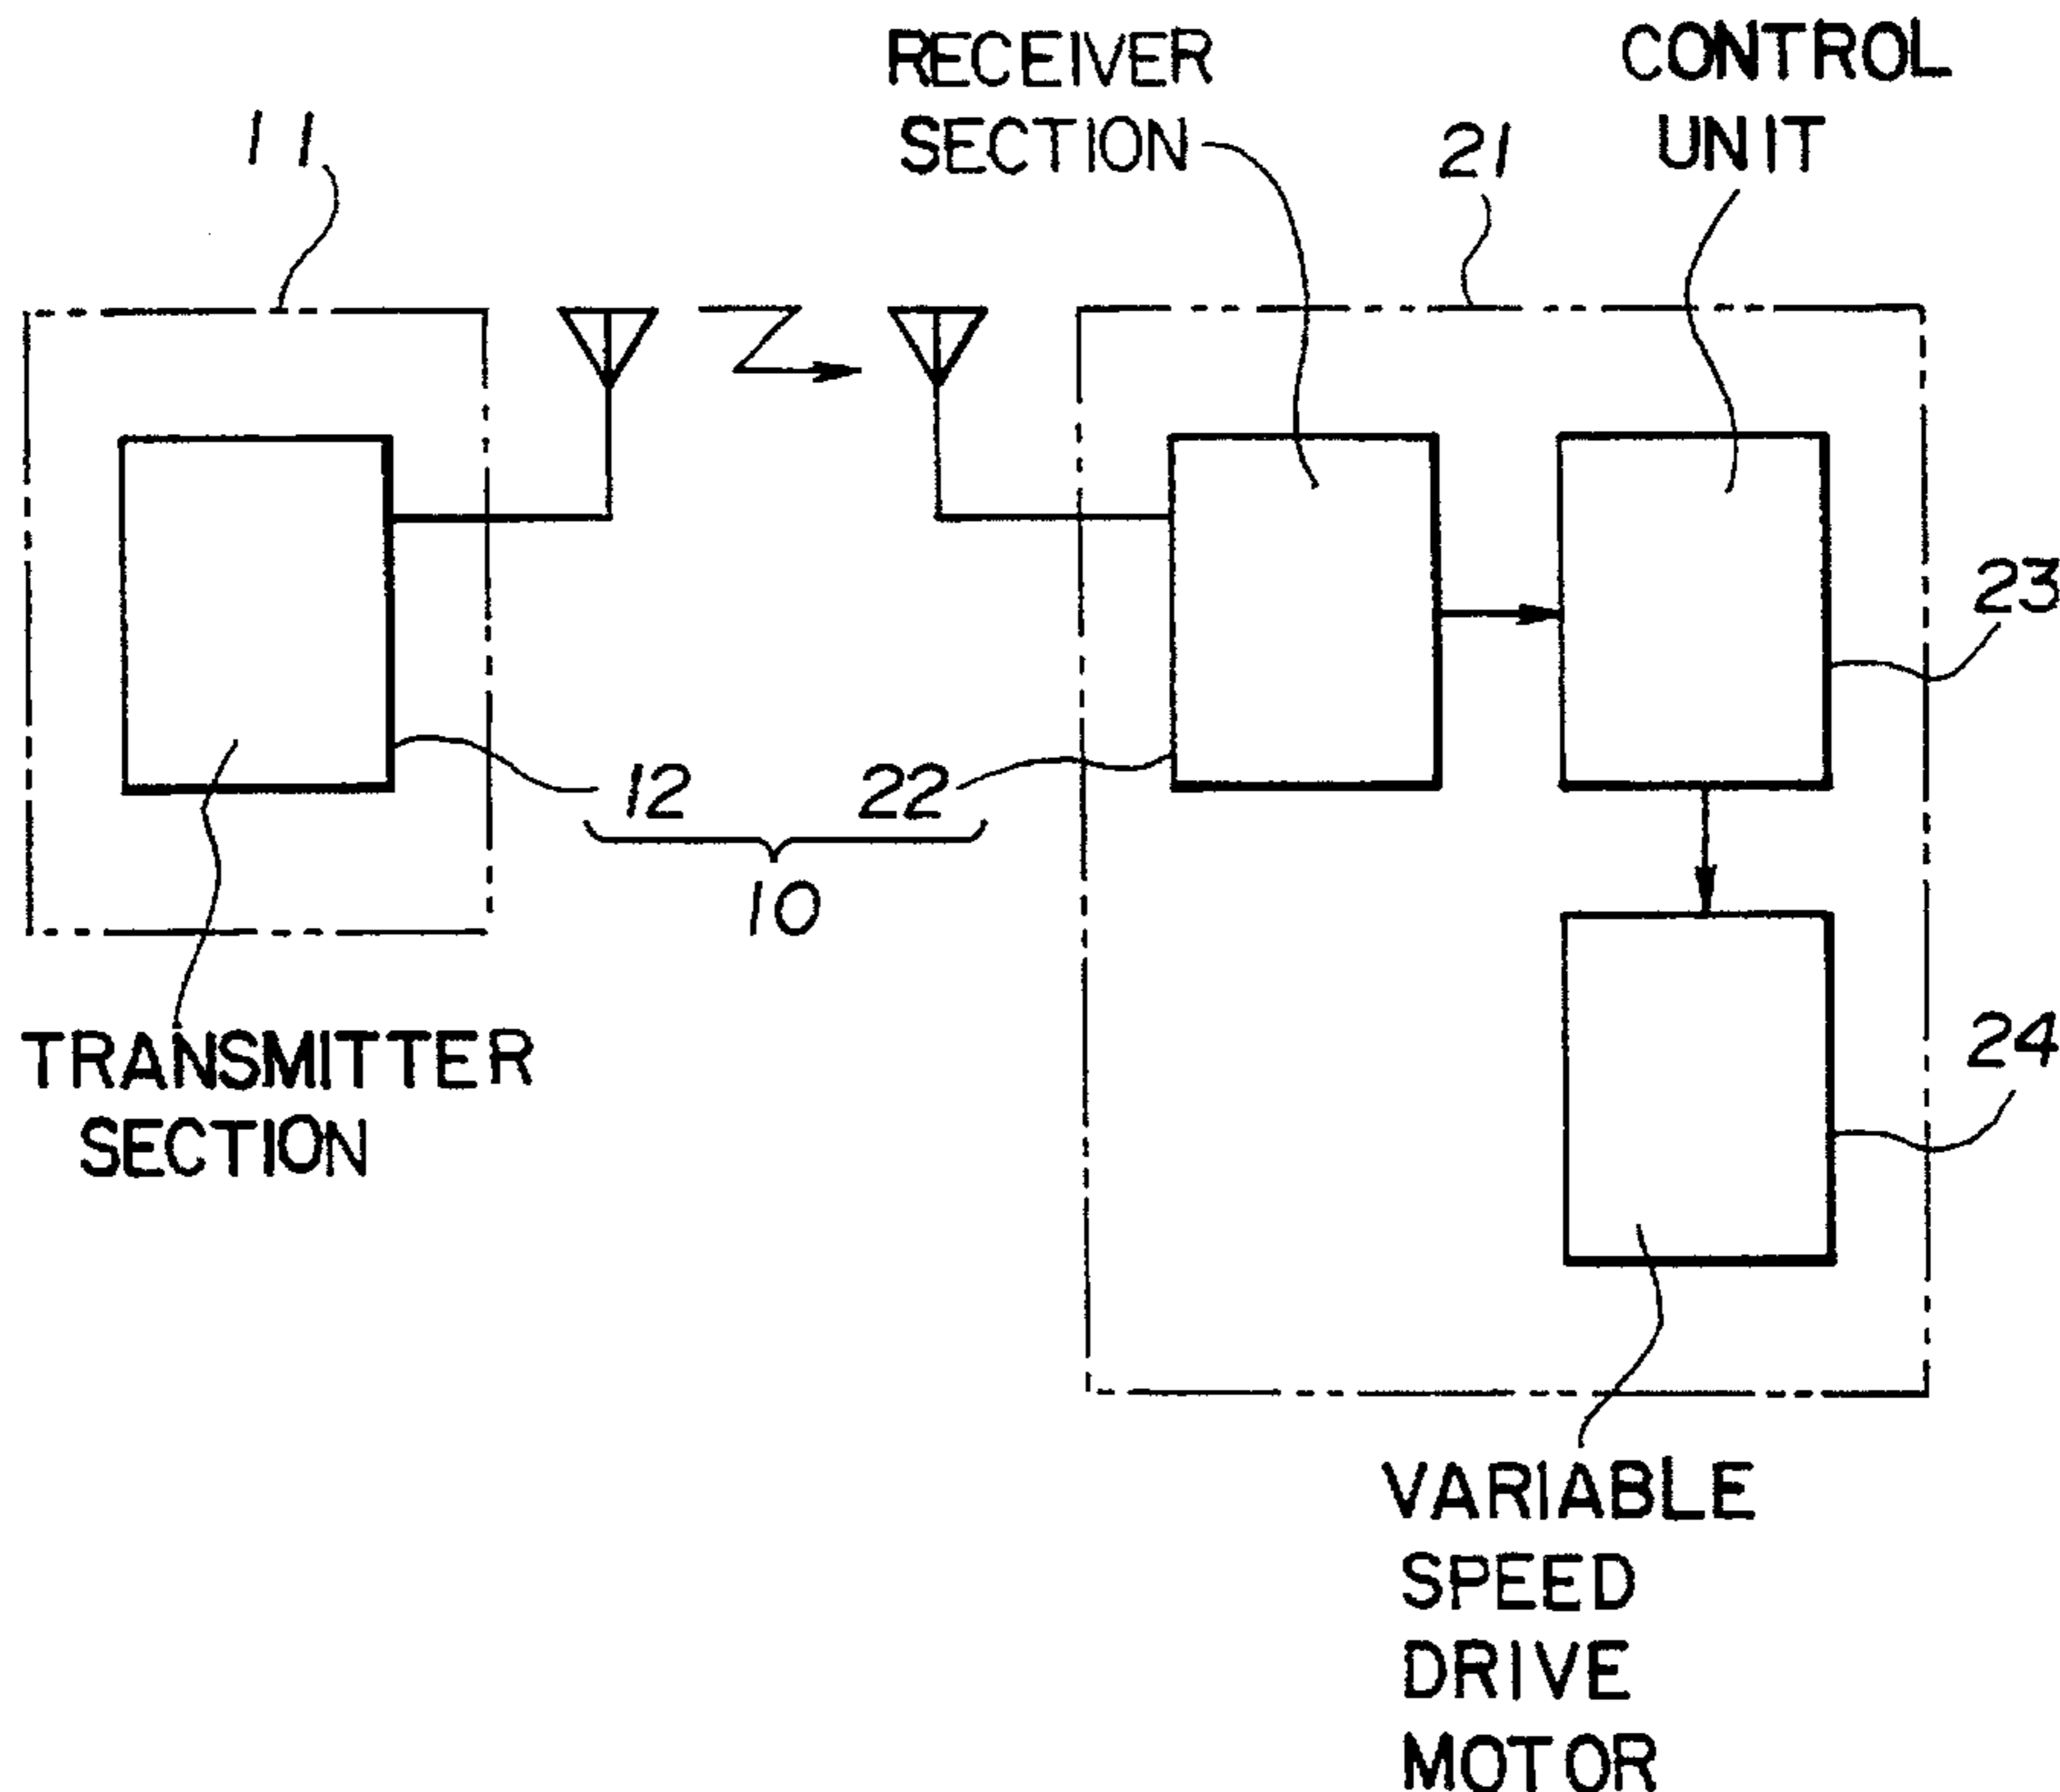 RECEIVER
SECTION
CONTROL
UNIT
11
21
23
12
22
10
24
TRANSMITTER
SECTION
VARIABLE
SPEED
DRIVE
MOTOR